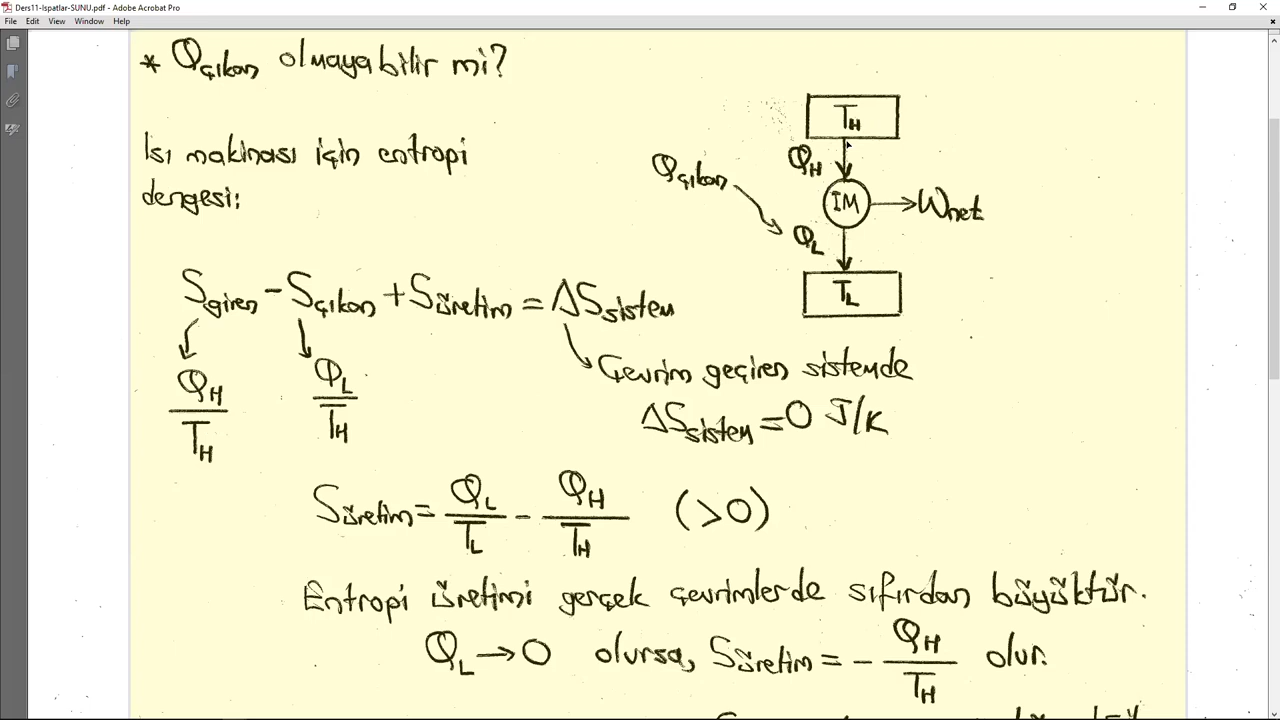 Ders11-Ispatlar-SUNU.pdf - Adobe Acrobat Pro
File Edit View Window Help
* Qçıkan olmayabilir mi?
Isı makinası için entropi
dengesi:
TH
QH
Qçıkan
IM
Wnet
QL
TL
Sgiren - Sçıkan + Süretim = ΔSsistem
QH/TH QL/TH
Çevrim geçiren sistemde
ΔSsistem = 0 J/K
Süretim = QL/TL - QH/TH (>0)
Entropi üretimi gerçek çevrimlerde sıfırdan büyüktür.
QL → 0 olursa, Süretim = - QH/TH olur.